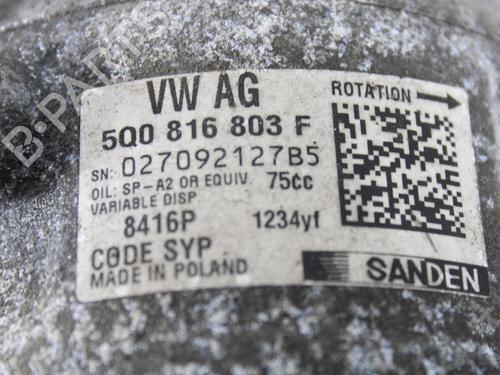 VW AG
ROTATION
5Q0 816 803 F
SN: 027092127B5
OIL: SP-A2 OR EQUIV. 75cc
VARIABLE DISP
8416P 1234yf
CODE SYP
MADE IN POLAND
SANDEN
B-PARTS